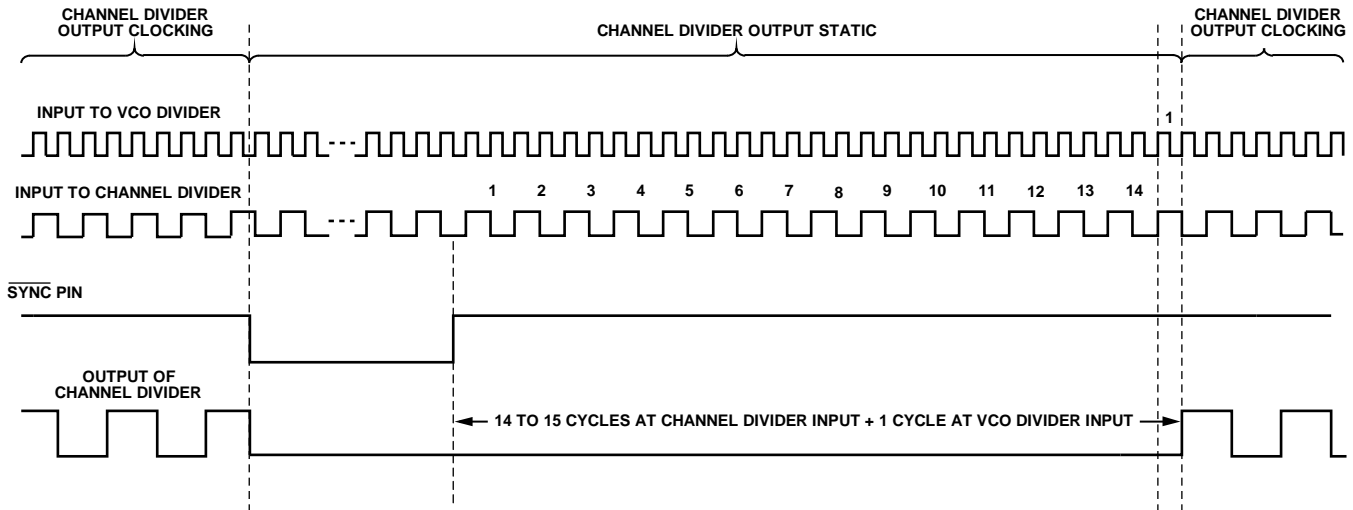 CHANNEL DIVIDER
OUTPUT CLOCKING
CHANNEL DIVIDER OUTPUT STATIC
CHANNEL DIVIDER
OUTPUT CLOCKING
INPUT TO VCO DIVIDER
1
INPUT TO CHANNEL DIVIDER
1 2 3 4 5 6 7 8 9 10 11 12 13 14
SYNC PIN
OUTPUT OF
CHANNEL DIVIDER
14 TO 15 CYCLES AT CHANNEL DIVIDER INPUT + 1 CYCLE AT VCO DIVIDER INPUT